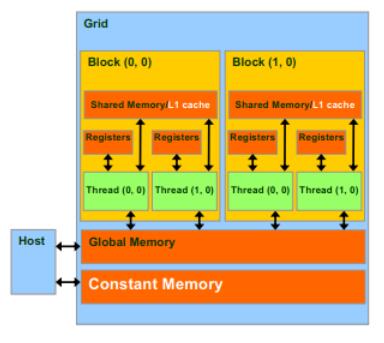 Grid
Block (0, 0)
Block (1, 0)
Shared Memory/L1 cache
Shared Memory/L1 cache
Registers
Registers
Registers
Registers
Thread (0, 0)
Thread (1, 0)
Thread (0, 0)
Thread (1, 0)
Host
Global Memory
Constant Memory